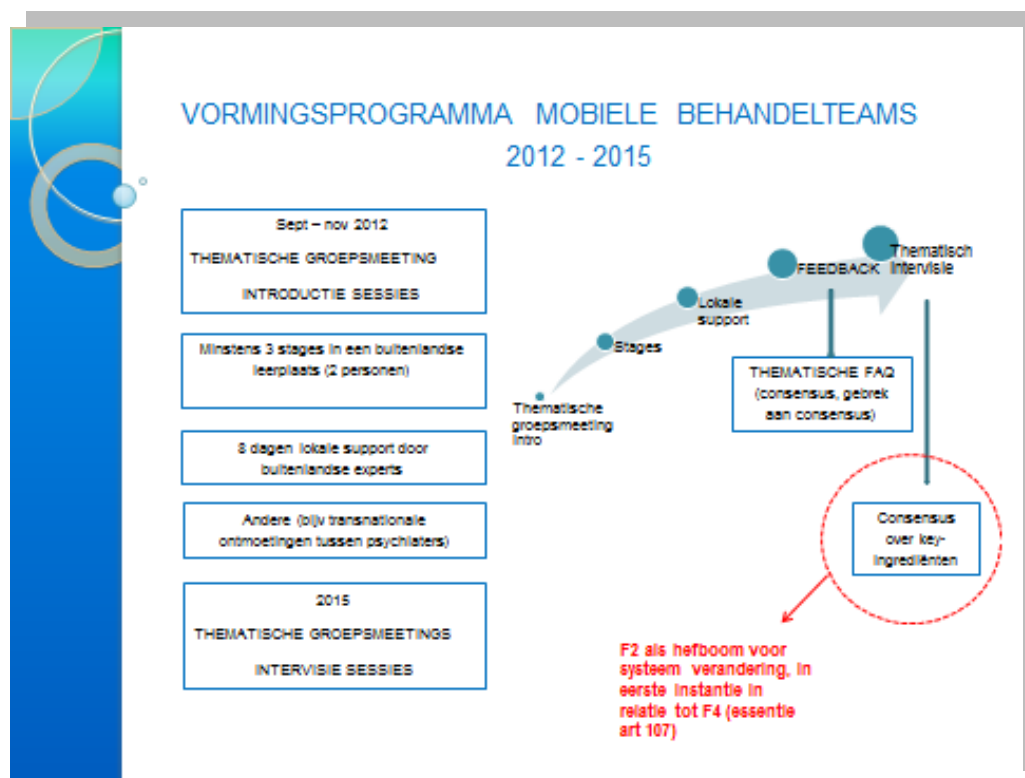 VORMINGSPROGRAMMA MOBIELE BEHANDELTEAMS
2012 - 2015
Sept – nov 2012
THEMATISCHE GROEPSMEETING
INTRODUCTIE SESSIES
Minstens 3 stages in een buitenlandse
leerplaats (2 personen)
8 dagen lokale support door
buitenlandse experts
Andere (bijv transnationale
ontmoetingen tussen psychiaters)
2015
THEMATISCHE GROEPSMEETINGS
INTERVISIE SESSIES
Thematische
groepsmeeting
intro
Stages
Lokale
support
FEEDBACK
Thematisch
intervisie
THEMATISCHE FAQ
(consensus, gebrek
aan consensus)
Consensus
over key-
ingrediënten
F2 als hefboom voor
systeem verandering, in
eerste instantie in
relatie tot F4 (essentie
art 107)